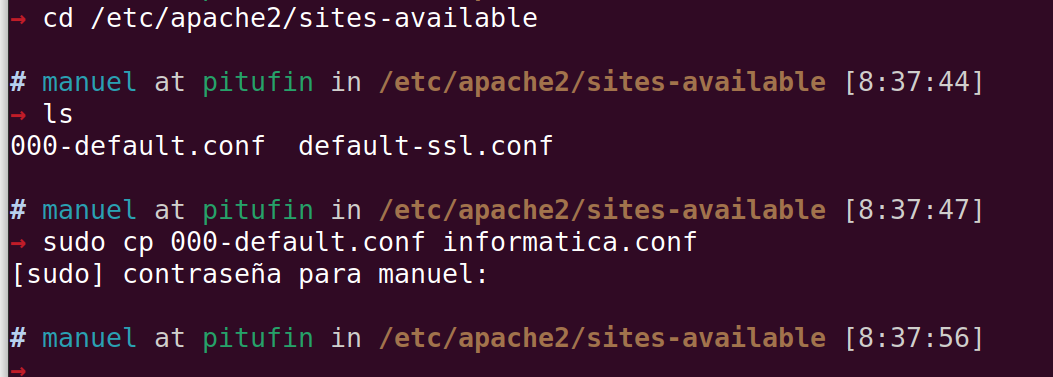 → cd /etc/apache2/sites-available
# manuel at pitufin in /etc/apache2/sites-available [8:37:44]
→ ls
000-default.conf  default-ssl.conf
# manuel at pitufin in /etc/apache2/sites-available [8:37:47]
→ sudo cp 000-default.conf informatica.conf
[sudo] contraseña para manuel:
# manuel at pitufin in /etc/apache2/sites-available [8:37:56]
→